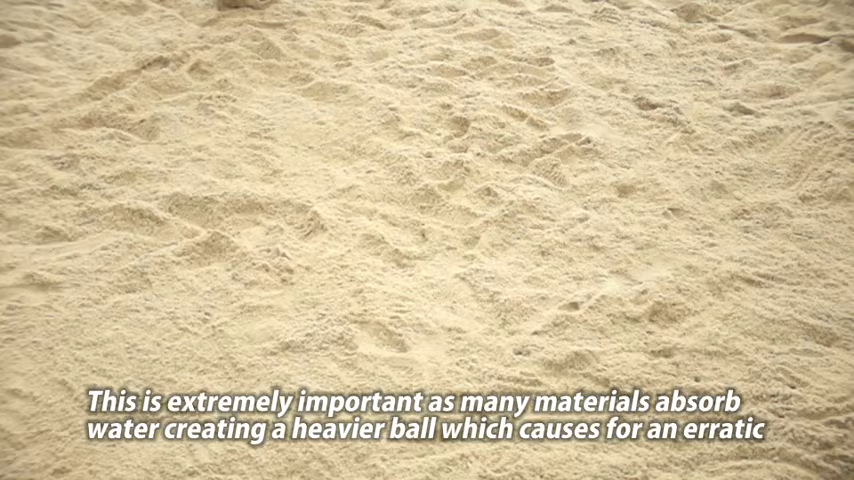 This is extremely important as many materials absorb
water creating a heavier ball which causes for an erratic